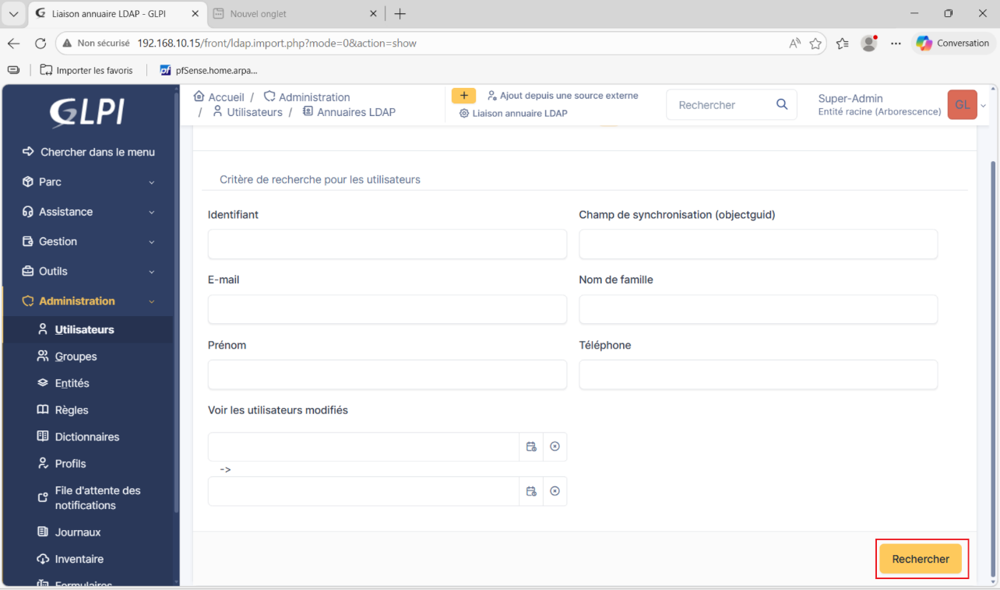 Liaison annuaire LDAP - GLPI
Nouvel onglet
Non sécurisé 192.168.10.15/front/ldap.import.php?mode=0&action=show
Conversation
Importer les favoris
pfSense.home.arpa...
GLPI
Chercher dans le menu
Parc
Assistance
Gestion
Outils
Administration
Utilisateurs
Groupes
Entités
Règles
Dictionnaires
Profils
File d'attente des
notifications
Journaux
Inventaire
Formulaires
Accueil / Administration
/ Utilisateurs / Annuaires LDAP
+ Ajout depuis une source externe
Liaison annuaire LDAP
Rechercher
Super-Admin
Entité racine (Arborescence)
GL
Critère de recherche pour les utilisateurs
Identifiant
Champ de synchronisation (objectguid)
E-mail
Nom de famille
Prénom
Téléphone
Voir les utilisateurs modifiés
->
Rechercher